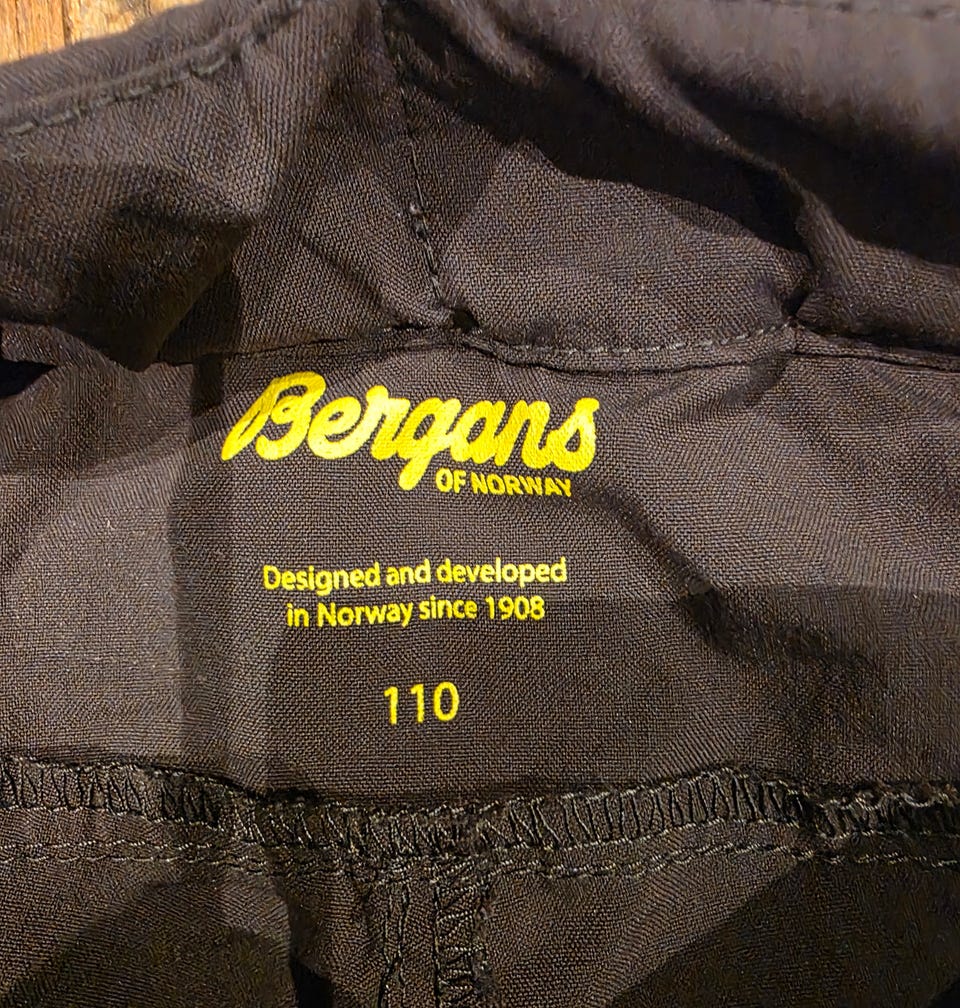 Bergans
OF NORWAY
Designed and developed
in Norway since 1908
110